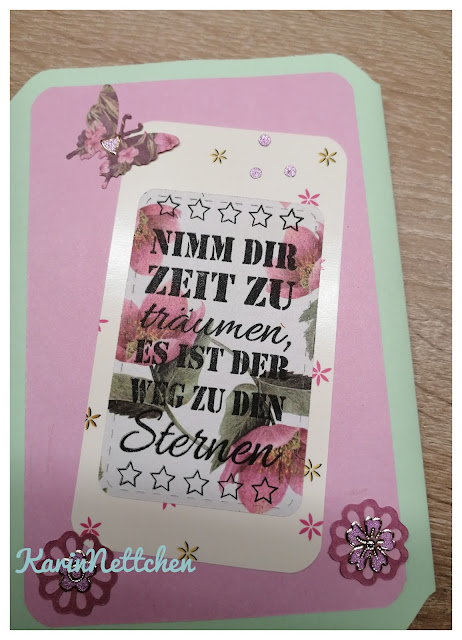 NIMM DIR
ZEIT ZU
träumen,
ES IST DER
WEG ZU DEN
Sternen
KarinNettchen